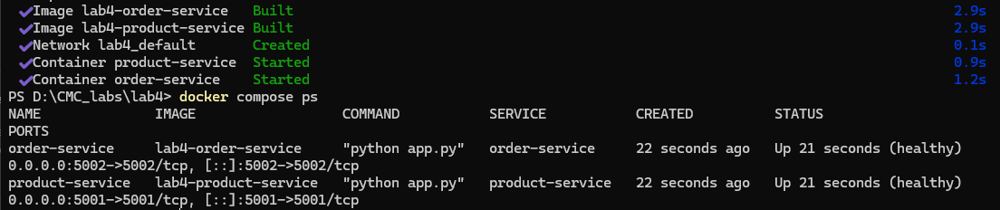 ✔Image lab4-order-service Built 2.9s
✔Image lab4-product-service Built 2.9s
✔Network lab4_default Created 0.1s
✔Container product-service Started 0.9s
✔Container order-service Started 1.2s
PS D:\CMC_labs\lab4> docker compose ps
NAME IMAGE COMMAND SERVICE CREATED STATUS
PORTS
order-service lab4-order-service "python app.py" order-service 22 seconds ago Up 21 seconds (healthy)
0.0.0.0:5002->5002/tcp, [::]:5002->5002/tcp
product-service lab4-product-service "python app.py" product-service 22 seconds ago Up 21 seconds (healthy)
0.0.0.0:5001->5001/tcp, [::]:5001->5001/tcp